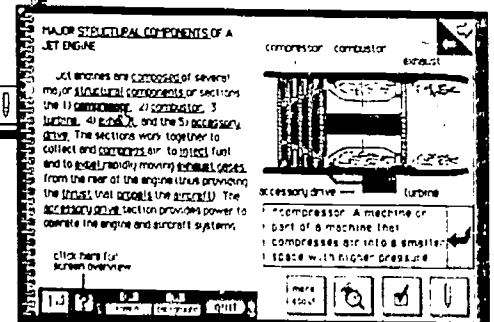 MAJOR STRUCTURAL COMPONENTS OF A
JET ENGINE
Jet engines are composed of several
major structural components or sections
the 1) compressor, 2) combustor, 3
turbine, 4) exhaust, and the 5) accessory
drive. The sections work together to
collect and compress air to inject fuel
and to expel rapidly moving exhaust gases
from the rear of the engine (thus providing
the thrust that propels the aircraft). The
accessory drive section provides power to
operate the engine and aircraft systems
click here for
screen overview
quit
compressor combustor
exhaust
accessory drive
turbine
compressor. A machine or
part of a machine that
compresses air into a smaller
space with higher pressure
more
about